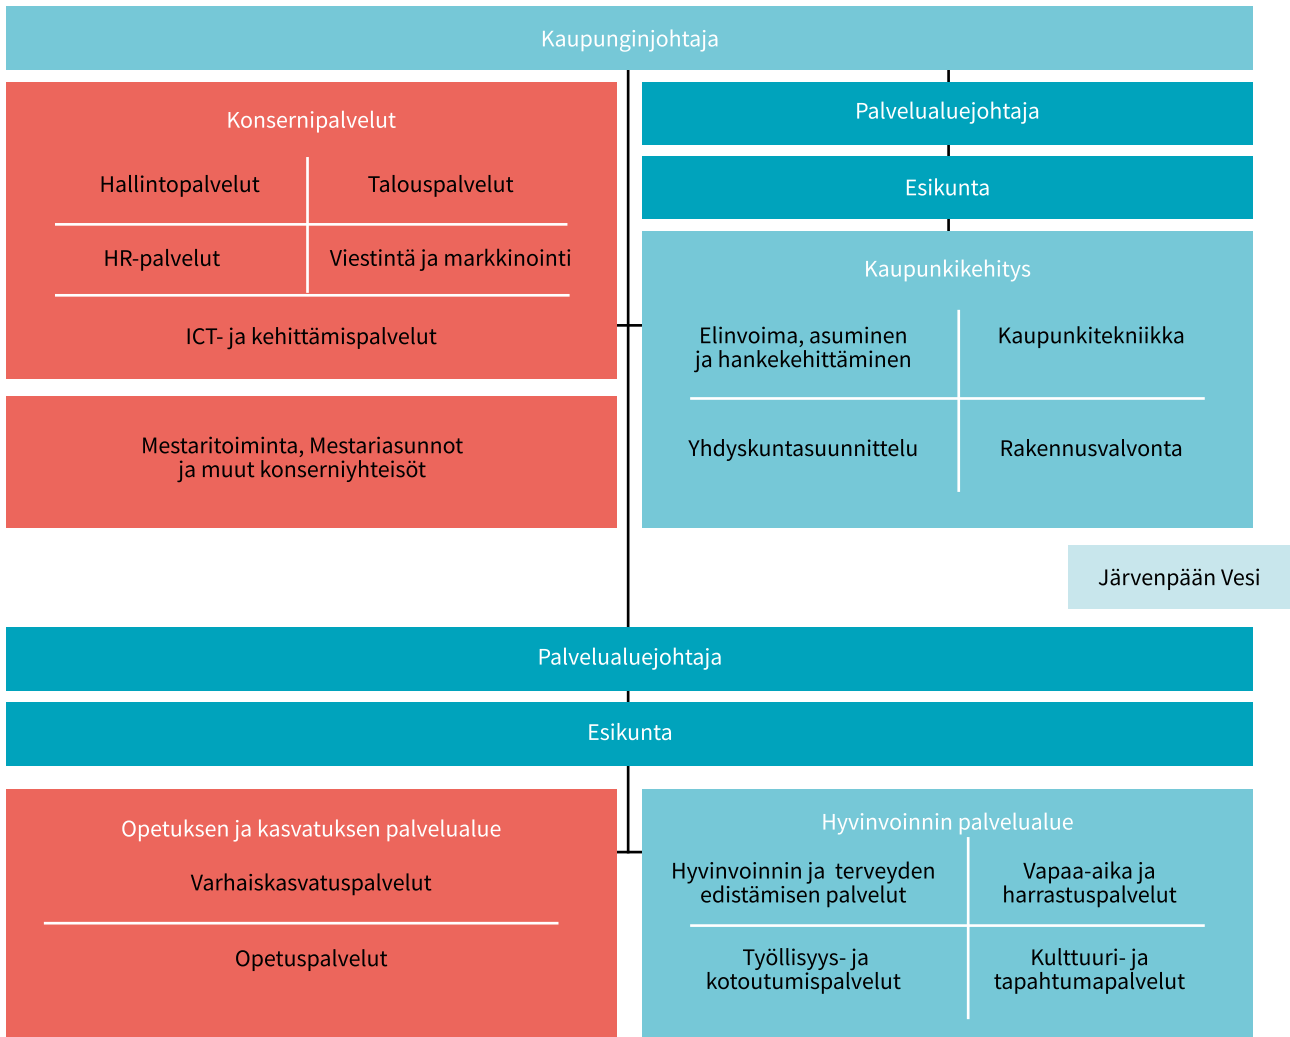 Kaupunginjohtaja
Konsernipalvelut
Hallintopalvelut
Talouspalvelut
HR-palvelut
Viestintä ja markkinointi
ICT- ja kehittämispalvelut
Mestaritoiminta, Mestariasunnot
ja muut konserniyhteisöt
Palvelualuejohtaja
Esikunta
Kaupunkikehitys
Elinvoima, asuminen
ja hankekehittäminen
Kaupunkitekniikka
Yhdyskuntasuunnittelu
Rakennusvalvonta
Järvenpään Vesi
Palvelualuejohtaja
Esikunta
Opetuksen ja kasvatuksen palvelualue
Varhaiskasvatuspalvelut
Opetuspalvelut
Hyvinvoinnin palvelualue
Hyvinvoinnin ja terveyden
edistämisen palvelut
Vapaa-aika ja
harrastuspalvelut
Työllisyys- ja
kotoutumispalvelut
Kulttuuri- ja
tapahtumapalvelut